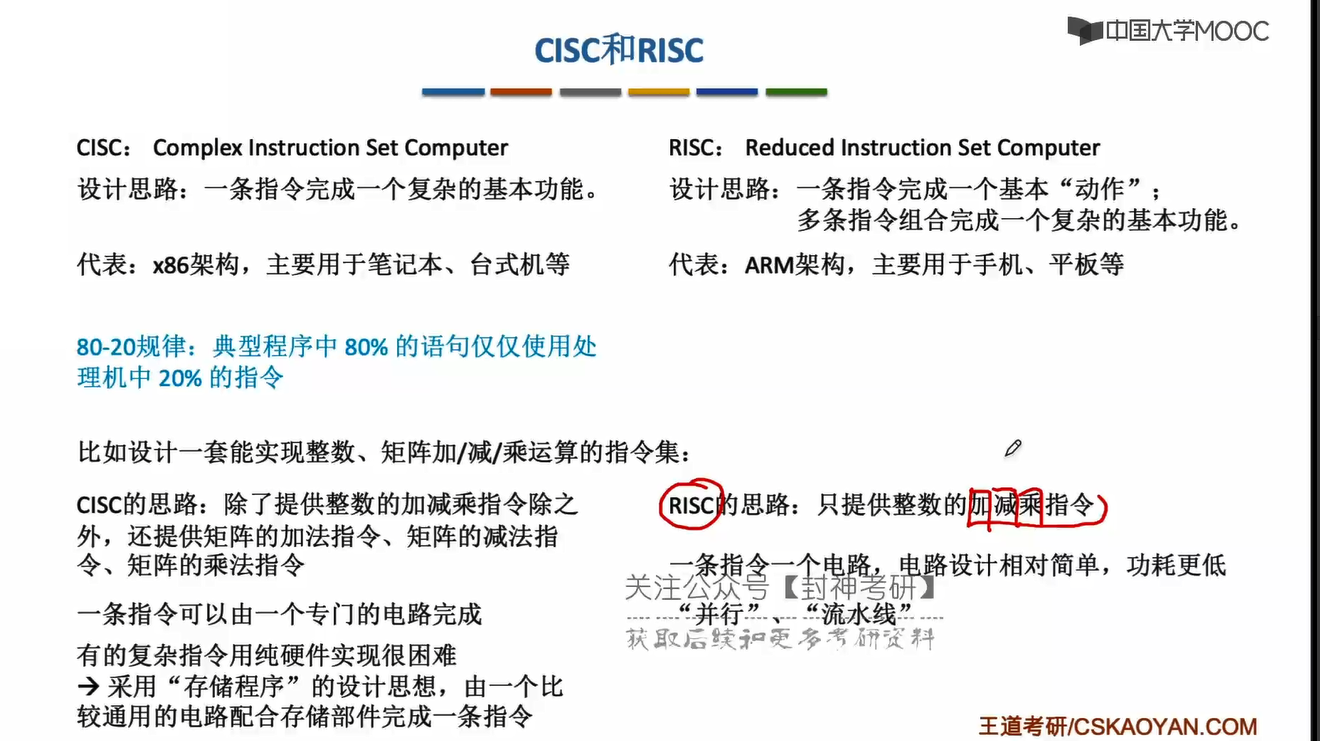 中国大学MOOC
CISC和RISC
CISC： Complex Instruction Set Computer
设计思路：一条指令完成一个复杂的基本功能。
代表：x86架构，主要用于笔记本、台式机等
RISC： Reduced Instruction Set Computer
设计思路：一条指令完成一个基本“动作”；
多条指令组合完成一个复杂的基本功能。
代表：ARM架构，主要用于手机、平板等
80-20规律：典型程序中 80% 的语句仅仅使用处
理机中 20% 的指令
比如设计一套能实现整数、矩阵加/减/乘运算的指令集：
CISC的思路：除了提供整数的加减乘指令除之
外，还提供矩阵的加法指令、矩阵的减法指
令、矩阵的乘法指令
一条指令可以由一个专门的电路完成
有的复杂指令用纯硬件实现很困难
→ 采用“存储程序”的设计思想，由一个比
较通用的电路配合存储部件完成一条指令
RISC的思路：只提供整数的加减乘指令
一条指令一个电路，电路设计相对简单，功耗更低
“并行”、“流水线”
关注公众号【封神考研】
获取后续和更多考研资料
王道考研/CSKAOYAN.COM